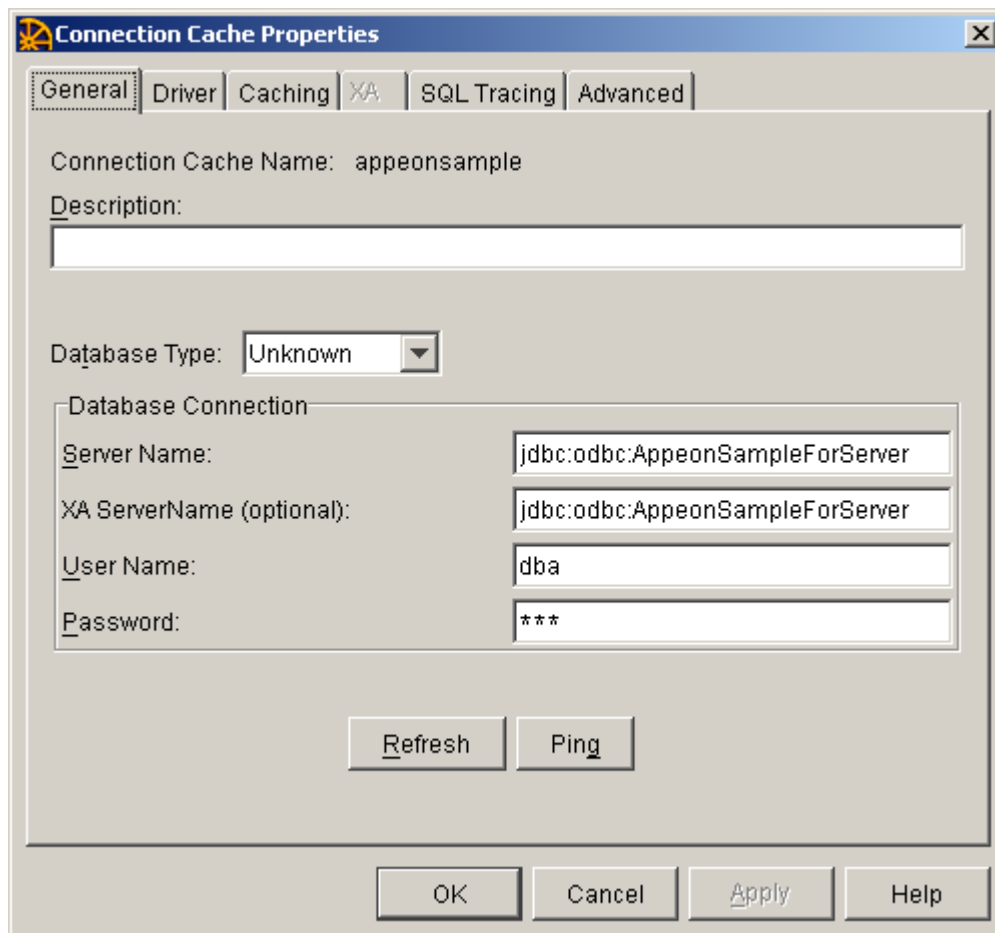 Connection Cache Properties
General Driver Caching XA SQL Tracing Advanced
Connection Cache Name: appeonsample
Description:
Database Type: Unknown
Database Connection
Server Name: jdbc:odbc:AppeonSampleForServer
XA ServerName (optional): jdbc:odbc:AppeonSampleForServer
User Name: dba
Password: ***
Refresh Ping
OK Cancel Apply Help